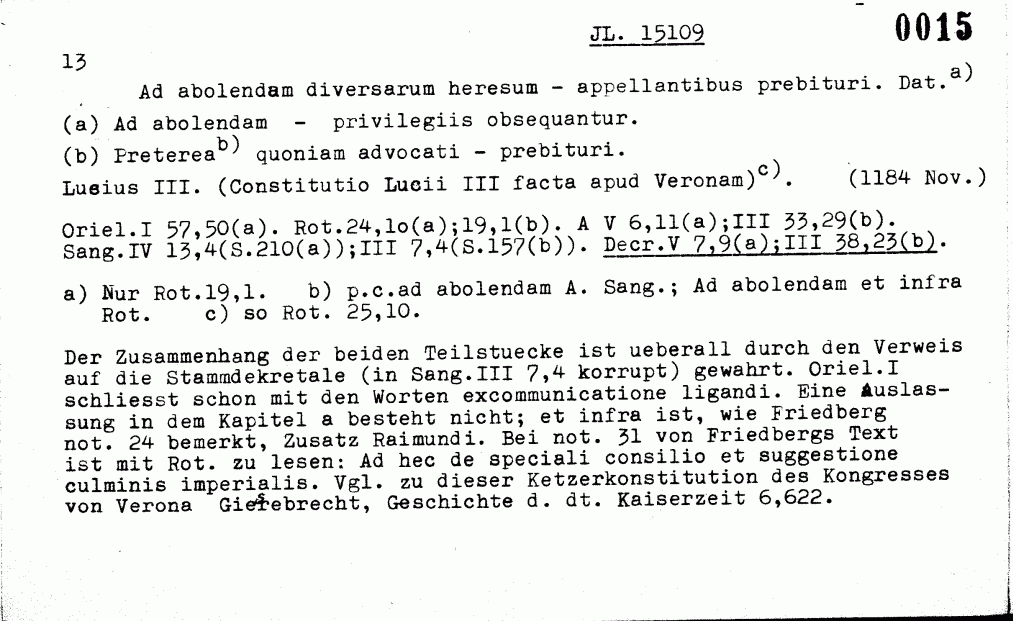 JL. 15109 0015
13
Ad abolendam diversarum heresum - appellantibus prebituri. Dat.a)
(a) Ad abolendam - privilegiis obsequantur.
(b) Pretereab) quoniam advocati - prebituri.
Lucius III. (Constitutio Lucii III facta apud Veronam)c). (1184 Nov.)
Oriel.I 57,50(a). Rot.24,lo(a);19,1(b). A V 6,11(a);III 33,29(b).
Sang.IV 13,4(S.210(a));III 7,4(S.157(b)). Decr.V 7,9(a);III 38,23(b).
a) Nur Rot.19,1. b) p.c.ad abolendam A. Sang.; Ad abolendam et infra
Rot. c) so Rot. 25,10.
Der Zusammenhang der beiden Teilstuecke ist ueberall durch den Verweis
auf die Stammdekretale (in Sang.III 7,4 korrupt) gewahrt. Oriel.I
schliesst schon mit den Worten excommunicatione ligandi. Eine Auslas-
sung in dem Kapitel a besteht nicht; et infra ist, wie Friedberg
not. 24 bemerkt, Zusatz Raimundi. Bei not. 31 von Friedbergs Text
ist mit Rot. zu lesen: Ad hec de speciali consilio et suggestione
culminis imperialis. Vgl. zu dieser Ketzerkonstitution des Kongresses
von Verona Giesebrecht, Geschichte d. dt. Kaiserzeit 6,622.